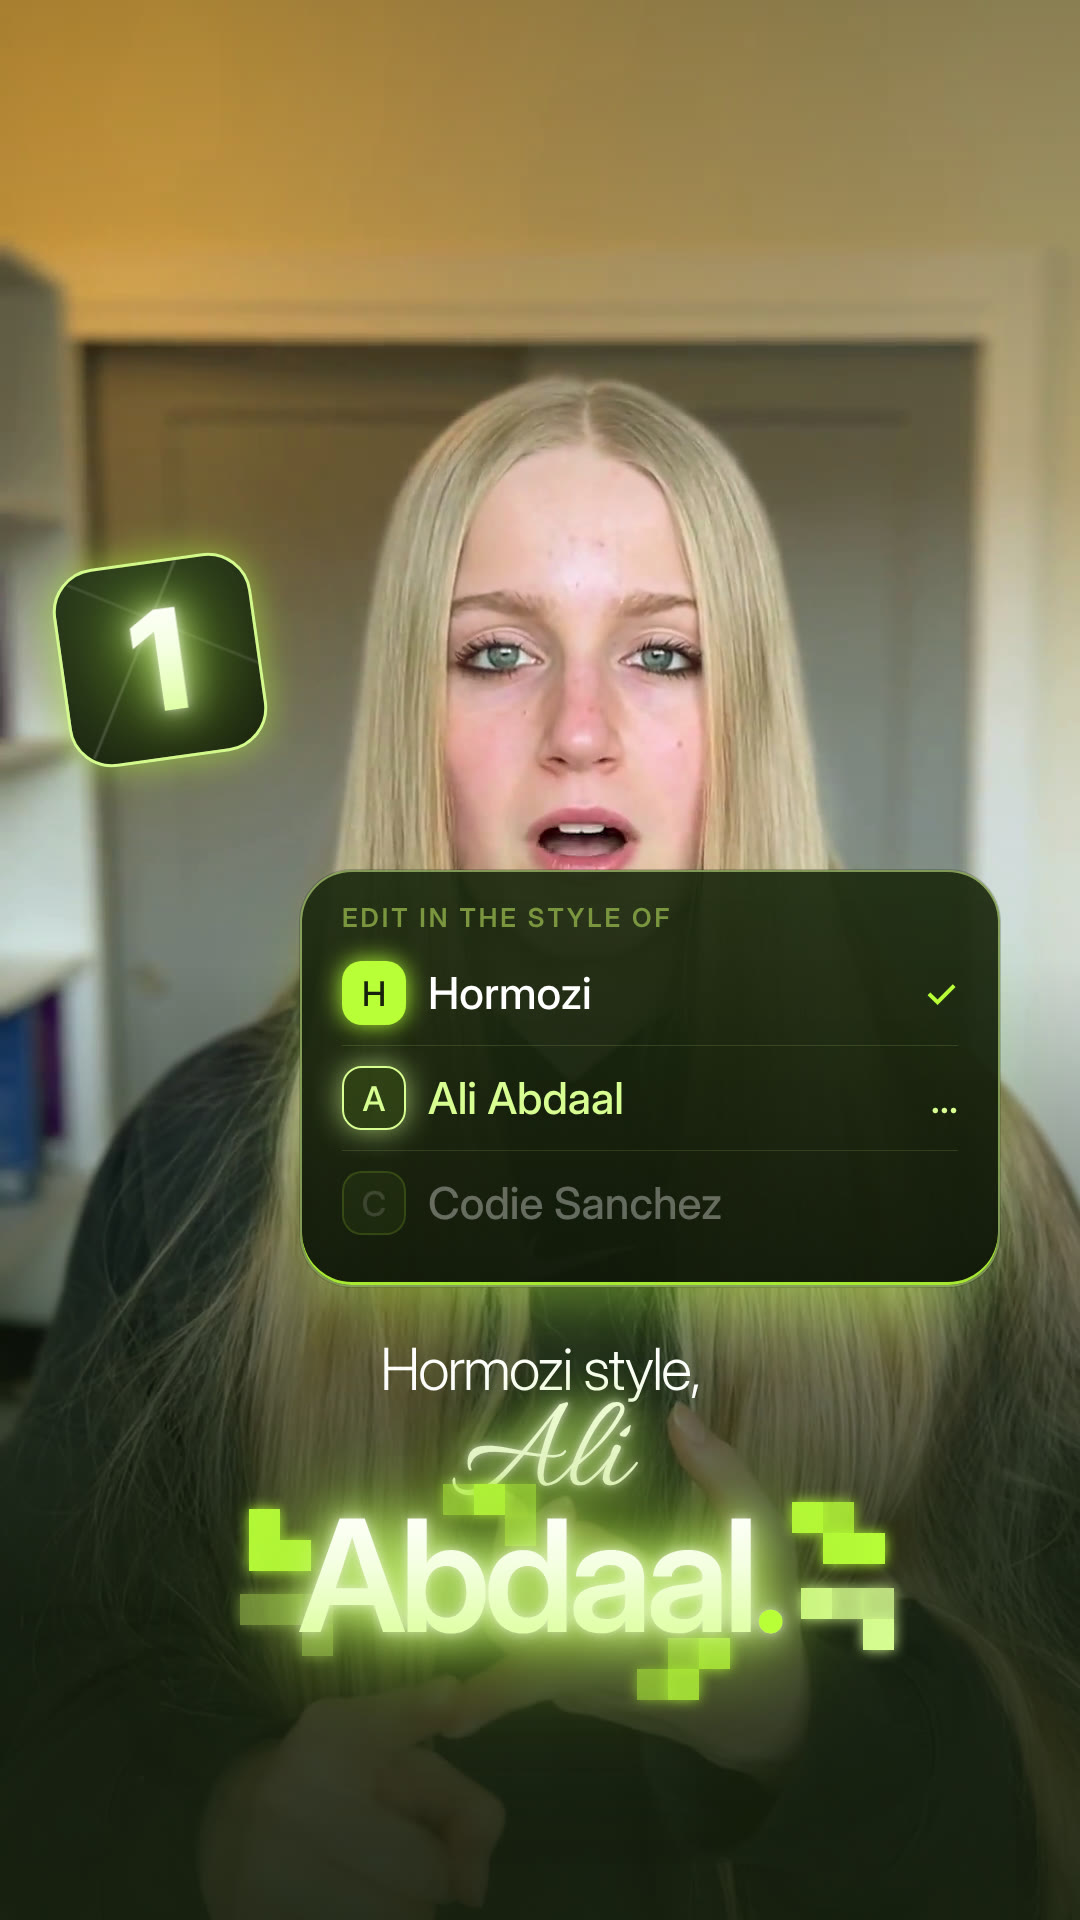 1
EDIT IN THE STYLE OF
H Hormozi
A Ali Abdaal ...
C Codie Sanchez
Hormozi style,
Ali
Abdaal.